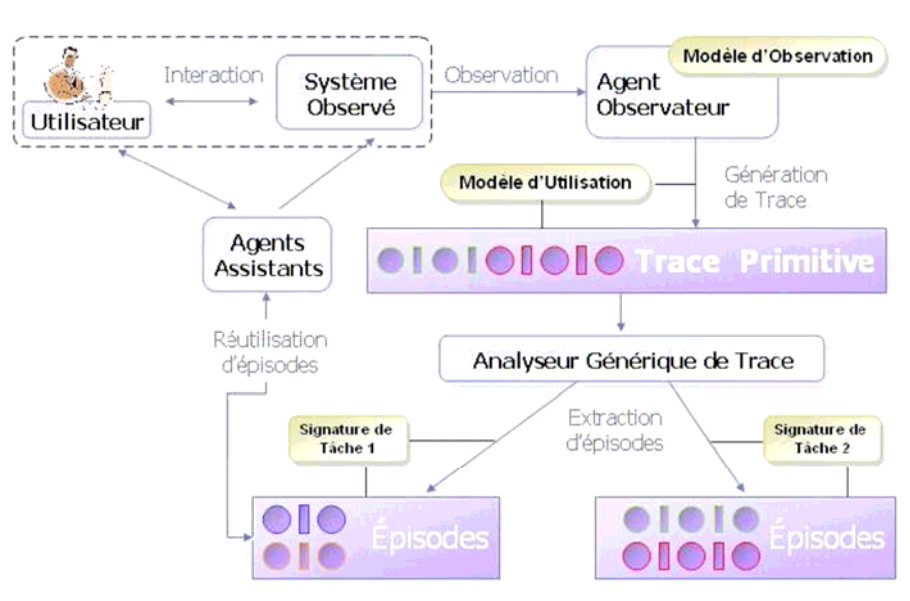 Interaction
Système
Observé
Utilisateur
Observation
Agent
Observateur
Modèle d'Observation
Modèle d'Utilisation
Génération
de Trace
Agents
Assistants
Trace Primitive
Réutilisation
d'épisodes
Analyseur Générique de Trace
Extraction
d'épisodes
Signature de
Tâche 1
Signature de
Tâche 2
Épisodes
Épisodes